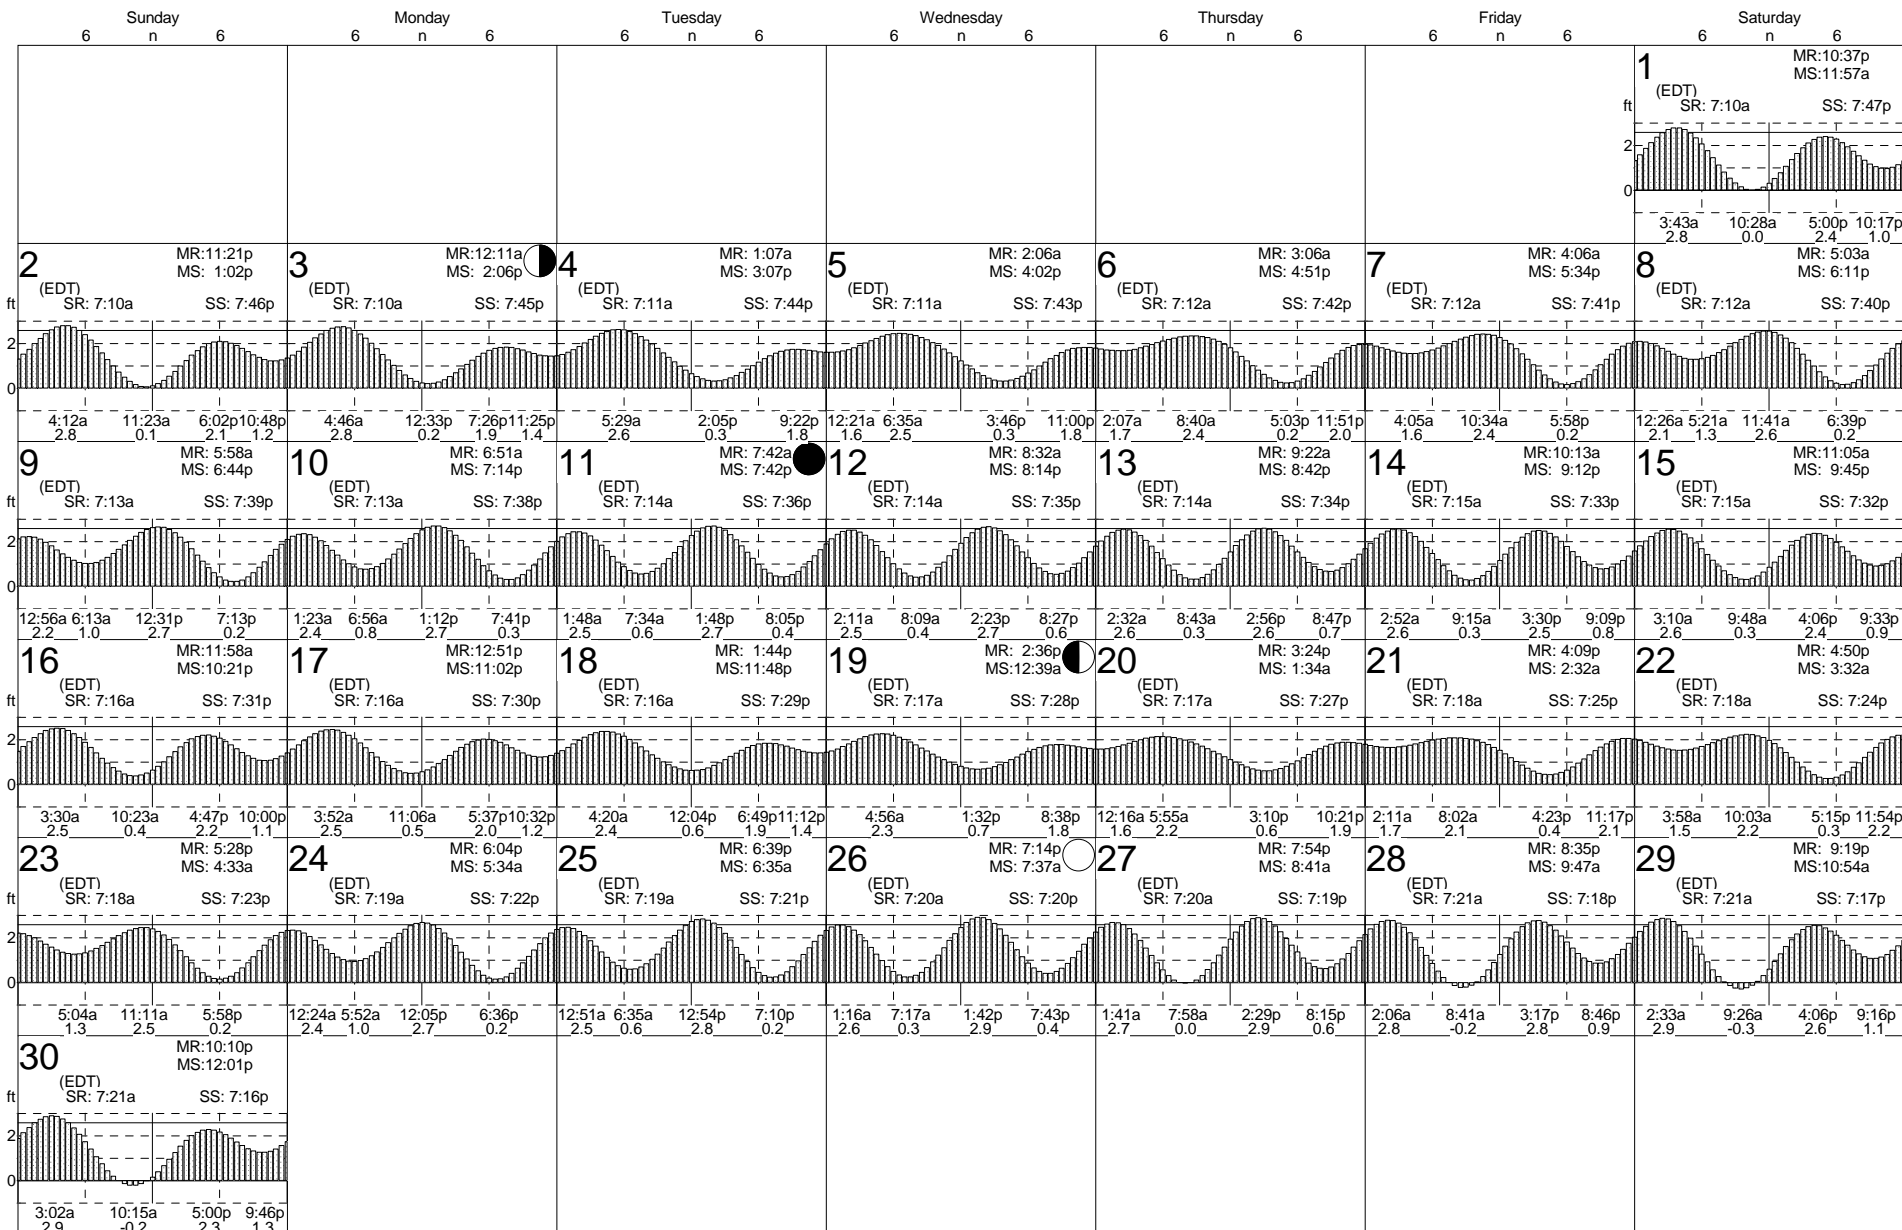 Sunday Monday Tuesday Wednesday Thursday Friday Saturday
6 n 6 6 n 6 6 n 6 6 n 6 6 n 6 6 n 6 6 n 6
1 MR:10:37p
MS:11:57a
(EDT)
ft SR: 7:10a SS: 7:47p
2
0
3:43a 10:28a 5:00p 10:17p
2.8 0.0 2.4 1.0
2 MR:11:21p
MS: 1:02p
(EDT)
ft SR: 7:10a SS: 7:46p
2
0
4:12a 11:23a 6:02p 10:48p
2.8 0.1 2.1 1.2
3 MR:12:11a
MS: 2:06p
(EDT)
SR: 7:10a SS: 7:45p
4:46a 12:33p 7:26p 11:25p
2.8 0.2 1.9 1.4
4 MR: 1:07a
MS: 3:07p
(EDT)
SR: 7:11a SS: 7:44p
5:29a 2:05p 9:22p
2.6 0.3 1.8
5 MR: 2:06a
MS: 4:02p
(EDT)
SR: 7:11a SS: 7:43p
12:21a 6:35a 3:46p 11:00p
1.6 2.5 0.3 1.8
6 MR: 3:06a
MS: 4:51p
(EDT)
SR: 7:12a SS: 7:42p
2:07a 8:40a 5:03p 11:51p
1.7 2.4 0.2 2.0
7 MR: 4:06a
MS: 5:34p
(EDT)
SR: 7:12a SS: 7:41p
4:05a 10:34a 5:58p
1.6 2.4 0.2
8 MR: 5:03a
MS: 6:11p
(EDT)
SR: 7:12a SS: 7:40p
12:26a 5:21a 11:41a 6:39p
2.1 1.3 2.6 0.2
9 MR: 5:58a
MS: 6:44p
(EDT)
ft SR: 7:13a SS: 7:39p
2
0
12:56a 6:13a 12:31p 7:13p
2.2 1.0 2.7 0.2
10 MR: 6:51a
MS: 7:14p
(EDT)
SR: 7:13a SS: 7:38p
1:23a 6:56a 1:12p 7:41p
2.4 0.8 2.7 0.3
11 MR: 7:42a
MS: 7:42p
(EDT)
SR: 7:14a SS: 7:36p
1:48a 7:34a 1:48p 8:05p
2.5 0.6 2.7 0.4
12 MR: 8:32a
MS: 8:14p
(EDT)
SR: 7:14a SS: 7:35p
2:11a 8:09a 2:23p 8:27p
2.5 0.4 2.7 0.6
13 MR: 9:22a
MS: 8:42p
(EDT)
SR: 7:14a SS: 7:34p
2:32a 8:43a 2:56p 8:47p
2.6 0.3 2.6 0.7
14 MR:10:13a
MS: 9:12p
(EDT)
SR: 7:15a SS: 7:33p
2:52a 9:15a 3:30p 9:09p
2.6 0.3 2.5 0.8
15 MR:11:05a
MS: 9:45p
(EDT)
SR: 7:15a SS: 7:32p
3:10a 9:48a 4:06p 9:33p
2.6 0.3 2.4 0.9
16 MR:11:58a
MS:10:21p
(EDT)
ft SR: 7:16a SS: 7:31p
2
0
3:30a 10:23a 4:47p 10:00p
2.5 0.4 2.2 1.1
17 MR:12:51p
MS:11:02p
(EDT)
SR: 7:16a SS: 7:30p
3:52a 11:06a 5:37p 10:32p
2.5 0.5 2.0 1.2
18 MR: 1:44p
MS:11:48p
(EDT)
SR: 7:16a SS: 7:29p
4:20a 12:04p 6:49p 11:12p
2.4 0.6 1.9 1.4
19 MR: 2:36p
MS:12:39a
(EDT)
SR: 7:17a SS: 7:28p
4:56a 1:32p 8:38p
2.3 0.7 1.8
20 MR: 3:24p
MS: 1:34a
(EDT)
SR: 7:17a SS: 7:27p
12:16a 5:55a 3:10p 10:21p
1.6 2.2 0.6 1.9
21 MR: 4:09p
MS: 2:32a
(EDT)
SR: 7:18a SS: 7:25p
2:11a 8:02a 4:23p 11:17p
1.7 2.1 0.4 2.1
22 MR: 4:50p
MS: 3:32a
(EDT)
SR: 7:18a SS: 7:24p
3:58a 10:03a 5:15p 11:54p
1.5 2.2 0.3 2.2
23 MR: 5:28p
MS: 4:33a
(EDT)
ft SR: 7:18a SS: 7:23p
2
0
5:04a 11:11a 5:58p
1.3 2.5 0.2
24 MR: 6:04p
MS: 5:34a
(EDT)
SR: 7:19a SS: 7:22p
12:24a 5:52a 12:05p 6:36p
2.4 1.0 2.7 0.2
25 MR: 6:39p
MS: 6:35a
(EDT)
SR: 7:19a SS: 7:21p
12:51a 6:35a 12:54p 7:10p
2.5 0.6 2.8 0.2
26 MR: 7:14p
MS: 7:37a
(EDT)
SR: 7:20a SS: 7:20p
1:16a 7:17a 1:42p 7:43p
2.6 0.3 2.9 0.4
27 MR: 7:54p
MS: 8:41a
(EDT)
SR: 7:20a SS: 7:19p
1:41a 7:58a 2:29p 8:15p
2.7 0.0 2.9 0.6
28 MR: 8:35p
MS: 9:47a
(EDT)
SR: 7:21a SS: 7:18p
2:06a 8:41a 3:17p 8:46p
2.8 -0.2 2.8 0.9
29 MR: 9:19p
MS:10:54a
(EDT)
SR: 7:21a SS: 7:17p
2:33a 9:26a 4:06p 9:16p
2.9 -0.3 2.6 1.1
30 MR:10:10p
MS:12:01p
(EDT)
ft SR: 7:21a SS: 7:16p
2
0
3:02a 10:15a 5:00p 9:46p
2.9 -0.2 2.3 1.3